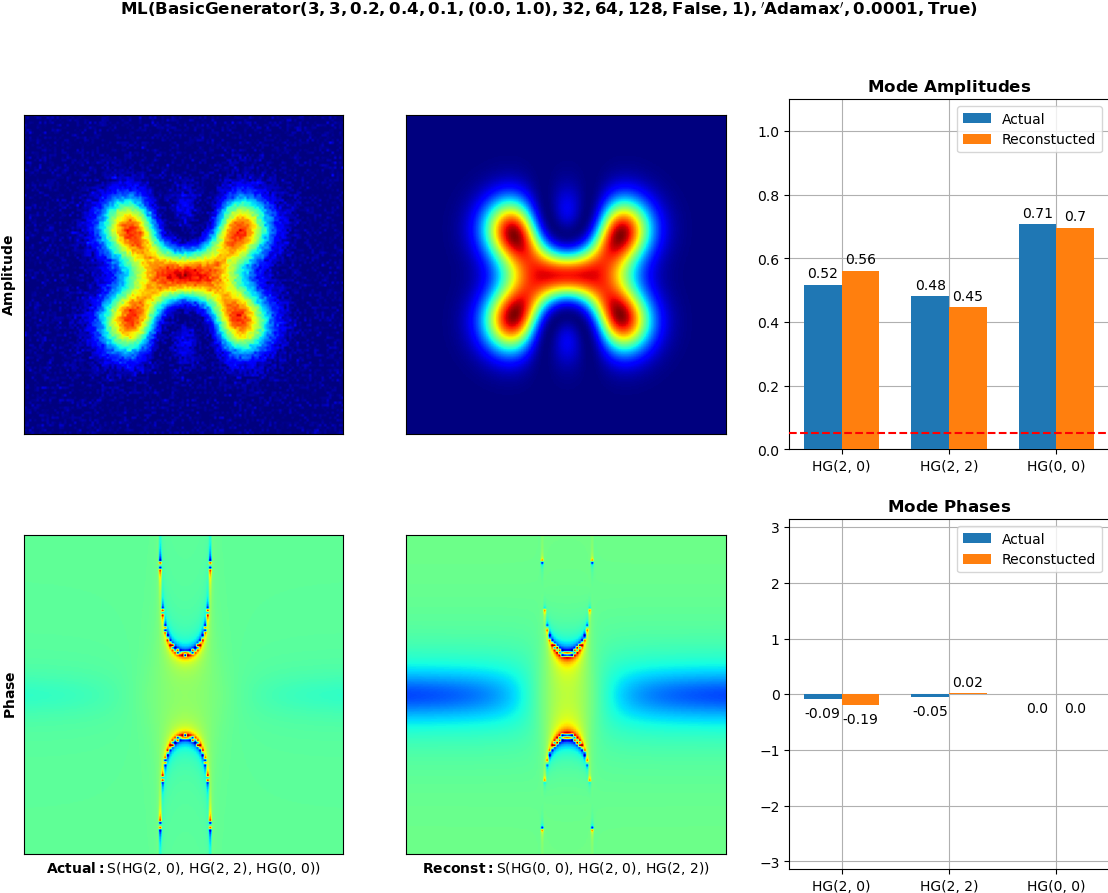 ML(BasicGenerator(3, 3, 0.2, 0.4, 0.1, (0.0, 1.0), 32, 64, 128, False, 1), ′Adamax′, 0.0001, True)
Mode Amplitudes
Amplitude
1.0
0.8
0.6
0.4
0.2
0.0
Actual
Reconstucted
0.52
0.56
0.48
0.45
0.71
0.7
HG(2, 0)
HG(2, 2)
HG(0, 0)
Mode Phases
Phase
3
2
1
0
−1
−2
−3
Actual
Reconstucted
-0.09
-0.19
-0.05
0.02
0.0
0.0
HG(2, 0)
HG(2, 2)
HG(0, 0)
Actual: S(HG(2, 0), HG(2, 2), HG(0, 0))
Reconst: S(HG(0, 0), HG(2, 0), HG(2, 2))